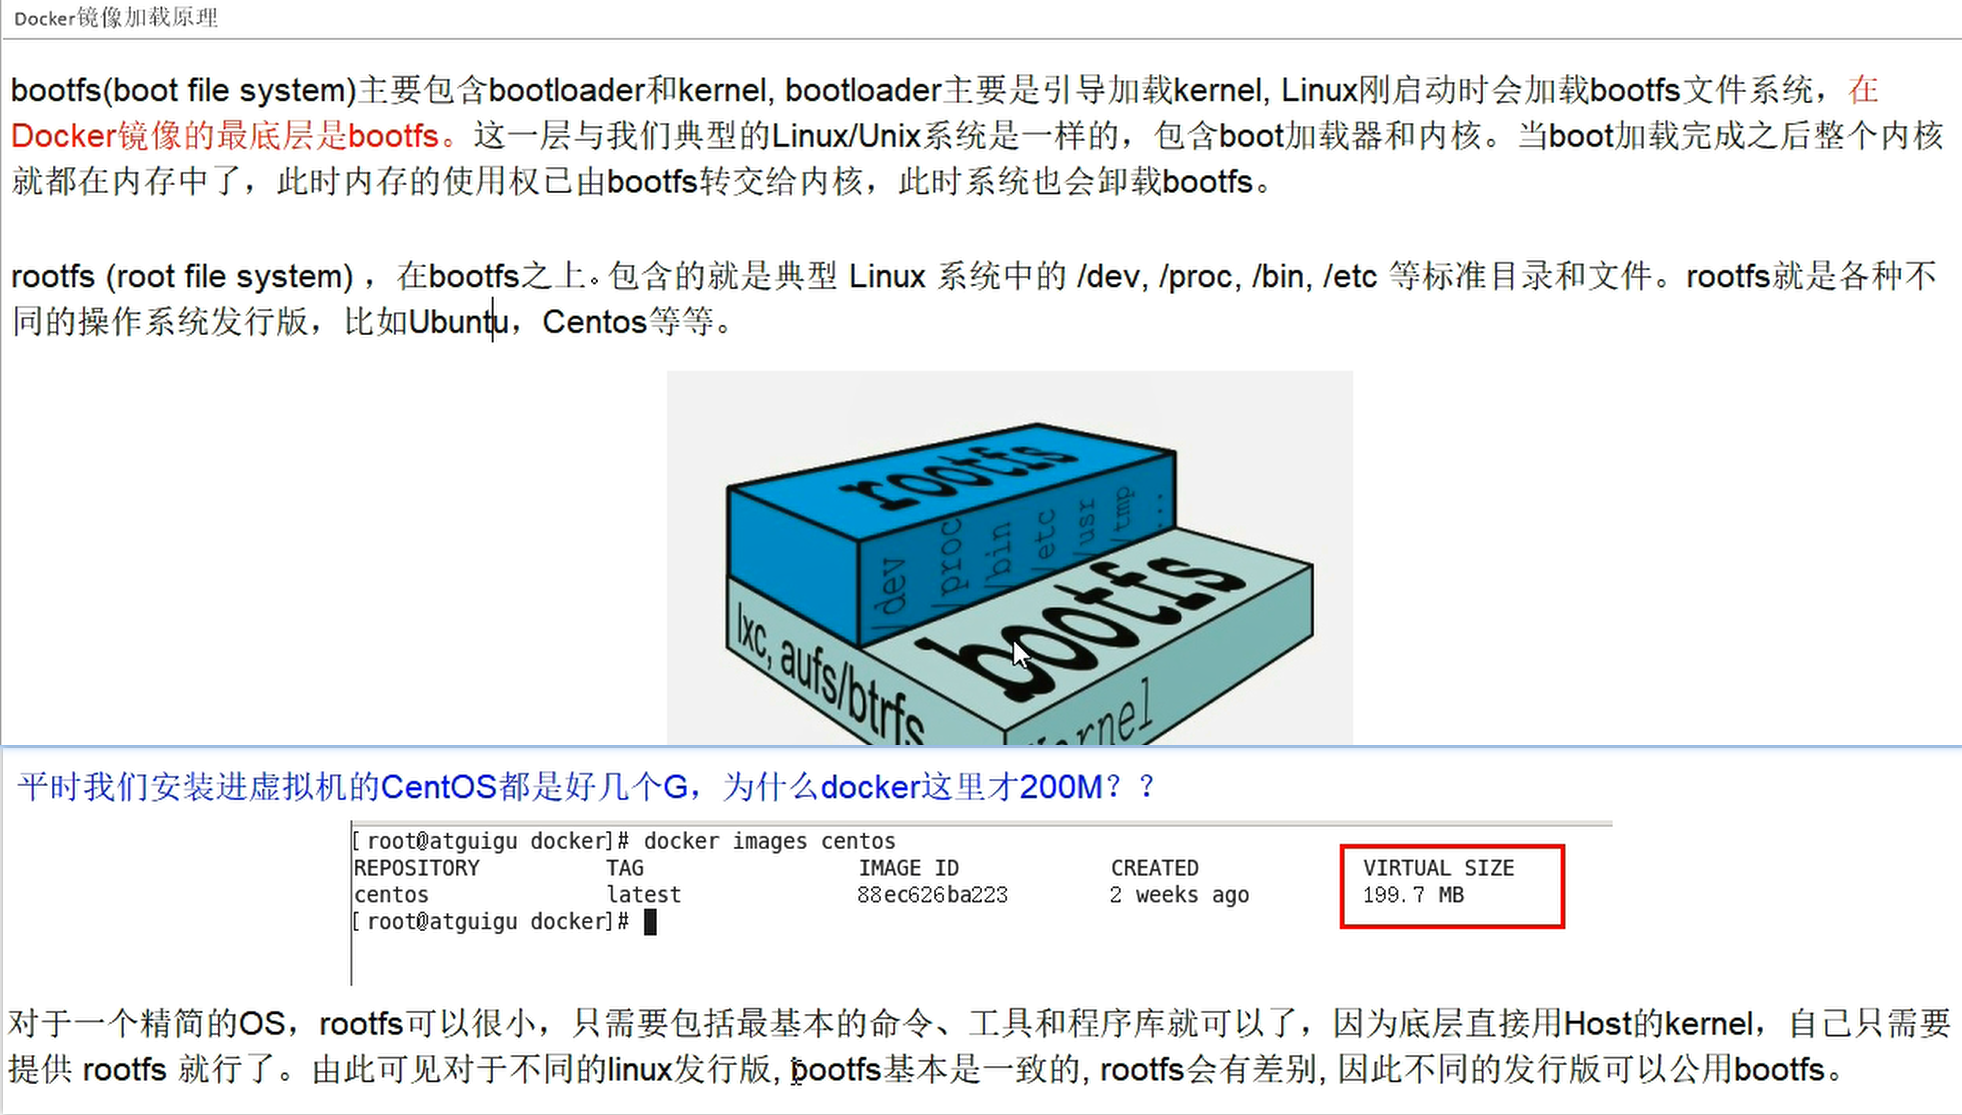 Docker镜像加载原理
bootfs(boot file system)主要包含bootloader和kernel, bootloader主要是引导加载kernel, Linux刚启动时会加载bootfs文件系统，在
Docker镜像的最底层是bootfs。这一层与我们典型的Linux/Unix系统是一样的，包含boot加载器和内核。当boot加载完成之后整个内核
就都在内存中了，此时内存的使用权已由bootfs转交给内核，此时系统也会卸载bootfs。
rootfs (root file system) ，在bootfs之上。包含的就是典型 Linux 系统中的 /dev, /proc, /bin, /etc 等标准目录和文件。rootfs就是各种不
同的操作系统发行版，比如Ubuntu，Centos等等。
rootfs
/dev
/proc
/bin
/etc
/usr
/tmp
...
bootfs
lxc, aufs/btrfs
Kernel
平时我们安装进虚拟机的CentOS都是好几个G，为什么docker这里才200M？？
[root@atguigu docker]# docker images centos
REPOSITORY TAG IMAGE ID CREATED VIRTUAL SIZE
centos latest 88ec626ba223 2 weeks ago 199.7 MB
[root@atguigu docker]#
对于一个精简的OS，rootfs可以很小，只需要包括最基本的命令、工具和程序库就可以了，因为底层直接用Host的kernel，自己只需要
提供 rootfs 就行了。由此可见对于不同的linux发行版, bootfs基本是一致的, rootfs会有差别, 因此不同的发行版可以公用bootfs。